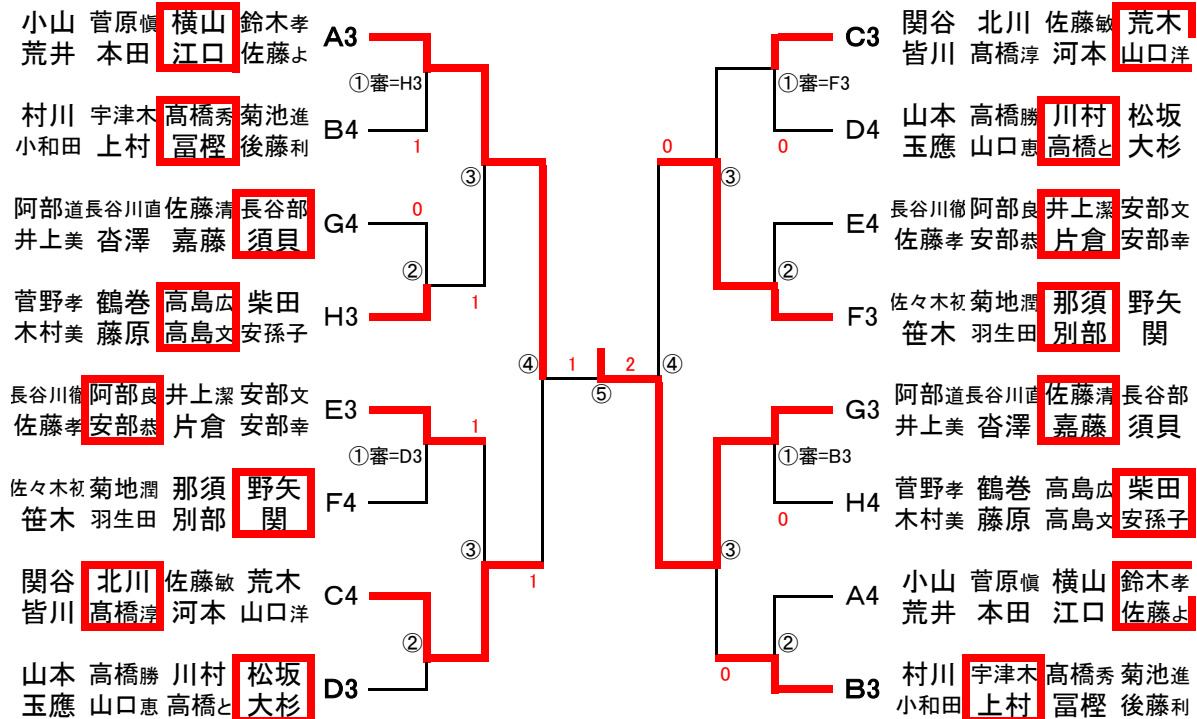 小山 菅原愼 横山 鈴木孝
荒井 本田 江口 佐藤よ
A3
①審=H3
村川 宇津木 髙橋秀 菊池進
小和田 上村 冨樫 後藤利
B4
1
③
阿部道 長谷川直 佐藤清 長谷部
井上美 沓澤 嘉藤 須貝
0
G4
②
菅野孝 鶴巻 高島広 柴田
木村美 藤原 高島文 安孫子
H3
1
④
1
2
⑤
長谷川徹 阿部良 井上潔 安部文
佐藤孝 安部恭 片倉 安部幸
E3
1
①審=D3
佐々木初 菊地潤 那須 野矢
笹木 羽生田 別部 関
F4
③
関谷 北川 佐藤敏 荒木
皆川 髙橋淳 河本 山口洋
C4
1
②
山本 高橋勝 川村 松坂
玉應 山口恵 高橋と 大杉
D3
C3
関谷 北川 佐藤敏 荒木
皆川 髙橋淳 河本 山口洋
①審=F3
D4
山本 高橋勝 川村 松坂
玉應 山口恵 高橋と 大杉
0
0
③
E4
長谷川徹 阿部良 井上潔 安部文
佐藤孝 安部恭 片倉 安部幸
②
F3
佐々木初 菊地潤 那須 野矢
笹木 羽生田 別部 関
④
G3
阿部道 長谷川直 佐藤清 長谷部
井上美 沓澤 嘉藤 須貝
①審=B3
H4
菅野孝 鶴巻 高島広 柴田
木村美 藤原 高島文 安孫子
0
③
A4
小山 菅原愼 横山 鈴木孝
荒井 本田 江口 佐藤よ
②
0
B3
村川 宇津木 髙橋秀 菊池進
小和田 上村 冨樫 後藤利